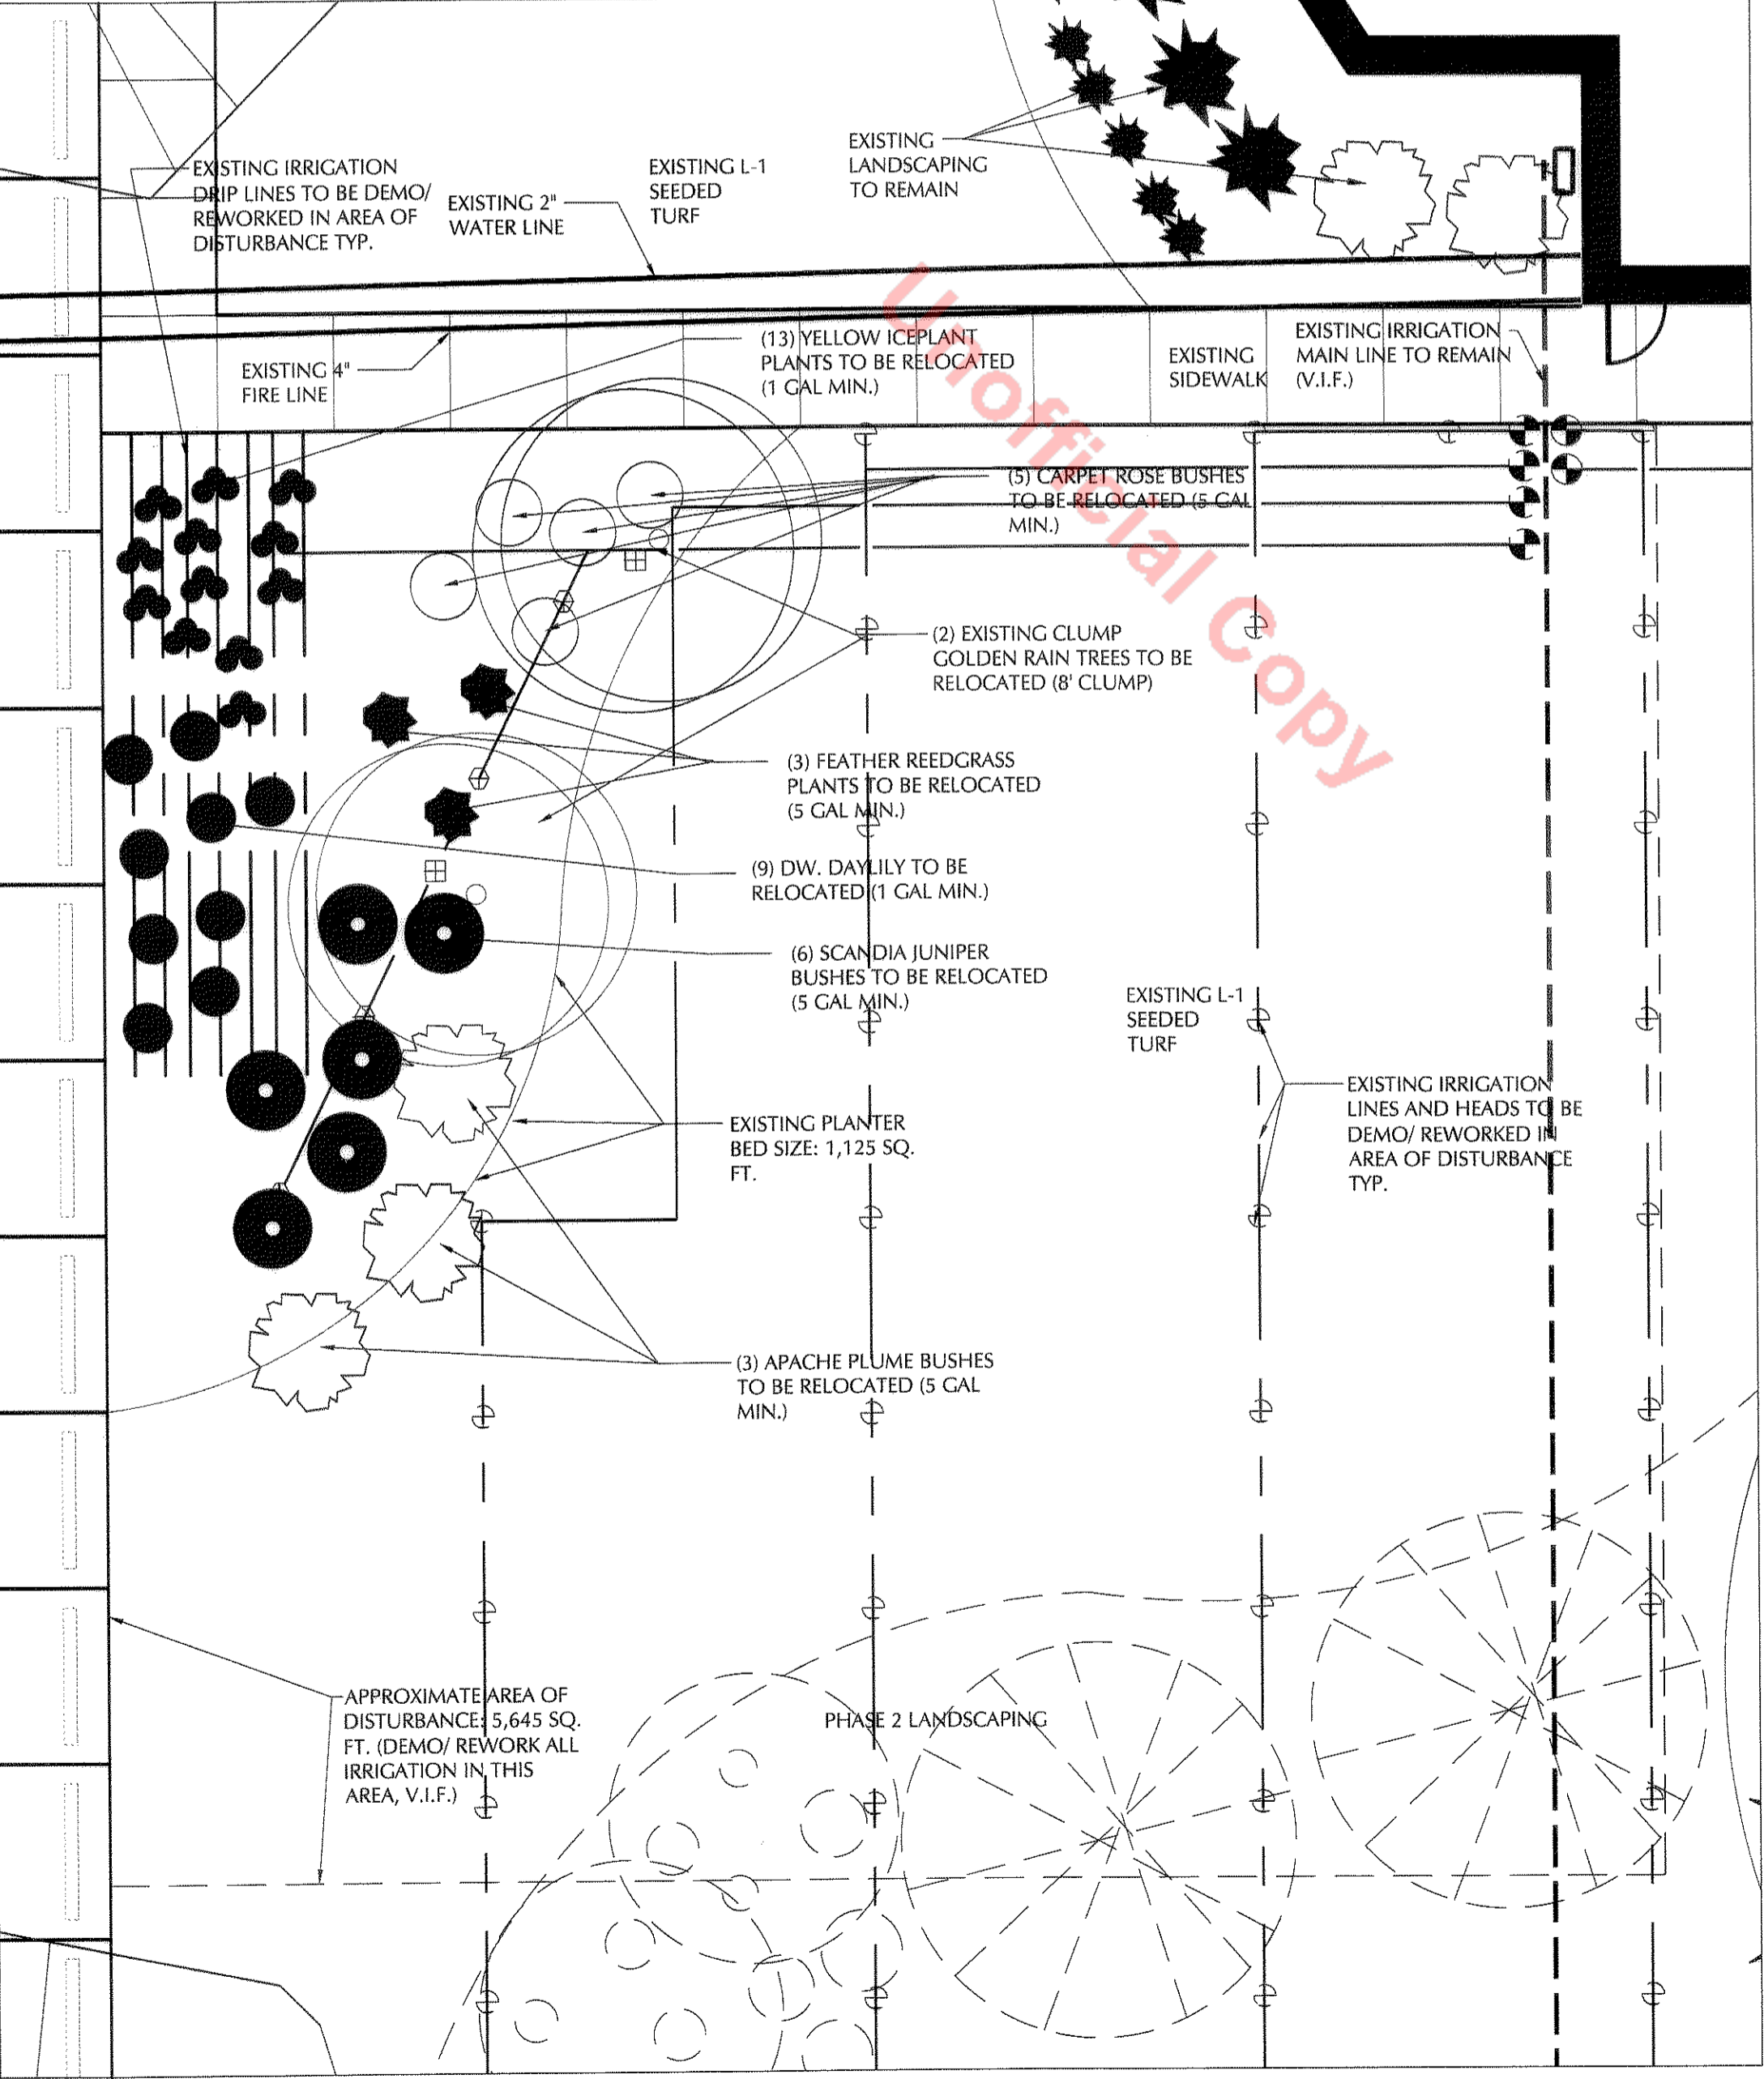 EXISTING IRRIGATION
DRIP LINES TO BE DEMO/
REWORKED IN AREA OF
DISTURBANCE TYP.
EXISTING 2"
WATER LINE
EXISTING L-1
SEEDED
TURF
EXISTING
LANDSCAPING
TO REMAIN
EXISTING 4"
FIRE LINE
(13) YELLOW ICEPLANT
PLANTS TO BE RELOCATED
(1 GAL MIN.)
EXISTING
SIDEWALK
EXISTING IRRIGATION
MAIN LINE TO REMAIN
(V.I.F.)
Unofficial Copy
(5) CARPET ROSE BUSHES
TO BE RELOCATED (5 GAL
MIN.)
(2) EXISTING CLUMP
GOLDEN RAIN TREES TO BE
RELOCATED (8' CLUMP)
(3) FEATHER REEDGRASS
PLANTS TO BE RELOCATED
(5 GAL MIN.)
(9) DW. DAYLILY TO BE
RELOCATED (1 GAL MIN.)
(6) SCANDIA JUNIPER
BUSHES TO BE RELOCATED
(5 GAL MIN.)
EXISTING L-1
SEEDED
TURF
EXISTING IRRIGATION
LINES AND HEADS TO BE
DEMO/ REWORKED IN
AREA OF DISTURBANCE
TYP.
EXISTING PLANTER
BED SIZE: 1,125 SQ.
FT.
(3) APACHE PLUME BUSHES
TO BE RELOCATED (5 GAL
MIN.)
APPROXIMATE AREA OF
DISTURBANCE: 5,645 SQ.
FT. (DEMO/ REWORK ALL
IRRIGATION IN THIS
AREA, V.I.F.)
PHASE 2 LANDSCAPING